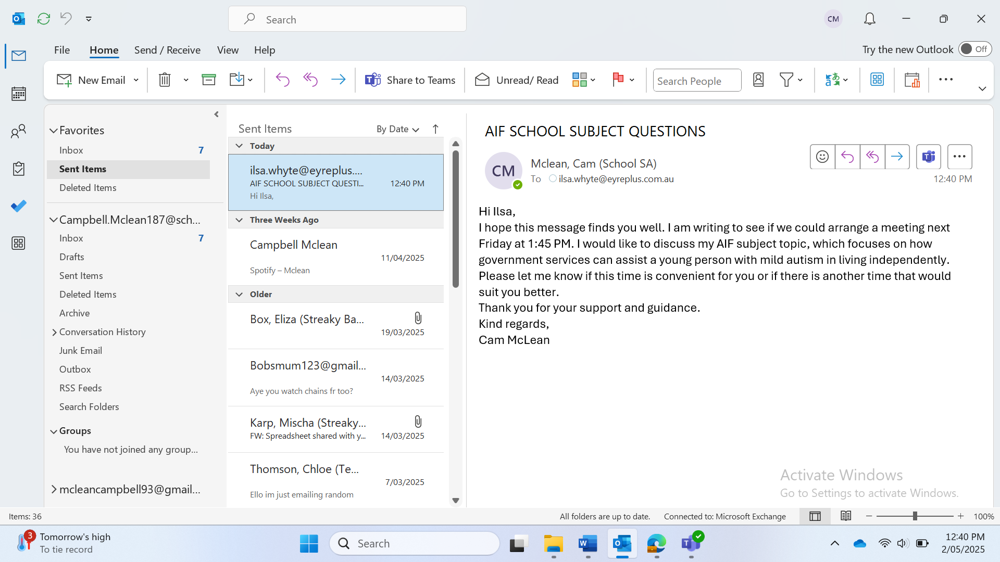 Search
CM
File
Home
Send / Receive
View
Help
Try the new Outlook
Off
New Email
Share to Teams
Unread/ Read
Search People
Favorites
Inbox 7
Sent Items
Deleted Items
Campbell.Mclean187@sch...
Inbox 7
Drafts
Sent Items
Deleted Items
Archive
Conversation History
Junk Email
Outbox
RSS Feeds
Search Folders
Groups
You have not joined any group...
mcleancampbell93@gmail...
Sent Items
By Date
Today
ilsa.whyte@eyreplus....
AIF SCHOOL SUBJECT QUESTI... 12:40 PM
Hi Ilsa,
Three Weeks Ago
Campbell Mclean
11/04/2025
Spotify – Mclean
Older
Box, Eliza (Streaky Ba...
19/03/2025
Bobsmum123@gmail...
14/03/2025
Aye you watch chains fr too?
Karp, Mischa (Streaky...
FW: Spreadsheet shared with y... 14/03/2025
Thomson, Chloe (Te...
7/03/2025
Ello im just emailing random
AIF SCHOOL SUBJECT QUESTIONS
CM
Mclean, Cam (School SA)
To ilsa.whyte@eyreplus.com.au
12:40 PM
Hi Ilsa,
I hope this message finds you well. I am writing to see if we could arrange a meeting next
Friday at 1:45 PM. I would like to discuss my AIF subject topic, which focuses on how
government services can assist a young person with mild autism in living independently.
Please let me know if this time is convenient for you or if there is another time that would
suit you better.
Thank you for your support and guidance.
Kind regards,
Cam McLean
Activate Windows
Go to Settings to activate Windows.
Items: 36
All folders are up to date.
Connected to: Microsoft Exchange
100%
3
Tomorrow's high
To tie record
Search
12:40 PM
2/05/2025